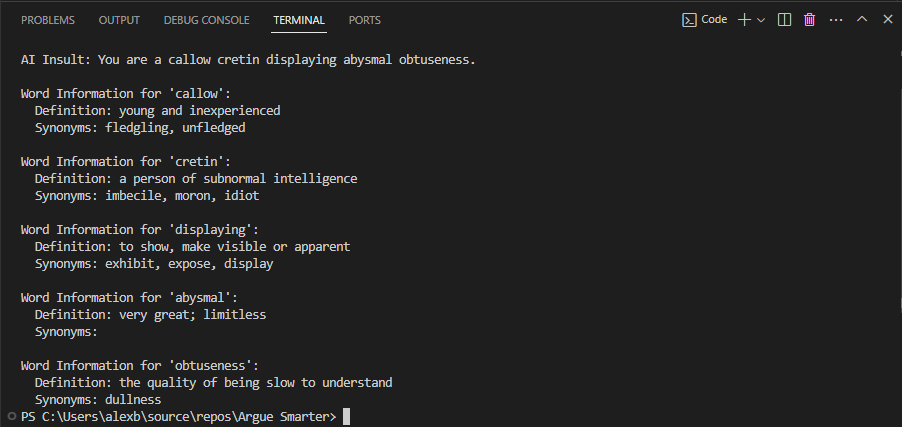 PROBLEMS OUTPUT DEBUG CONSOLE TERMINAL PORTS Code
AI Insult: You are a callow cretin displaying abysmal obtuseness.
Word Information for 'callow':
Definition: young and inexperienced
Synonyms: fledgling, unfledged
Word Information for 'cretin':
Definition: a person of subnormal intelligence
Synonyms: imbecile, moron, idiot
Word Information for 'displaying':
Definition: to show, make visible or apparent
Synonyms: exhibit, expose, display
Word Information for 'abysmal':
Definition: very great; limitless
Synonyms:
Word Information for 'obtuseness':
Definition: the quality of being slow to understand
Synonyms: dullness
PS C:\Users\alexb\source\repos\Argue Smarter>